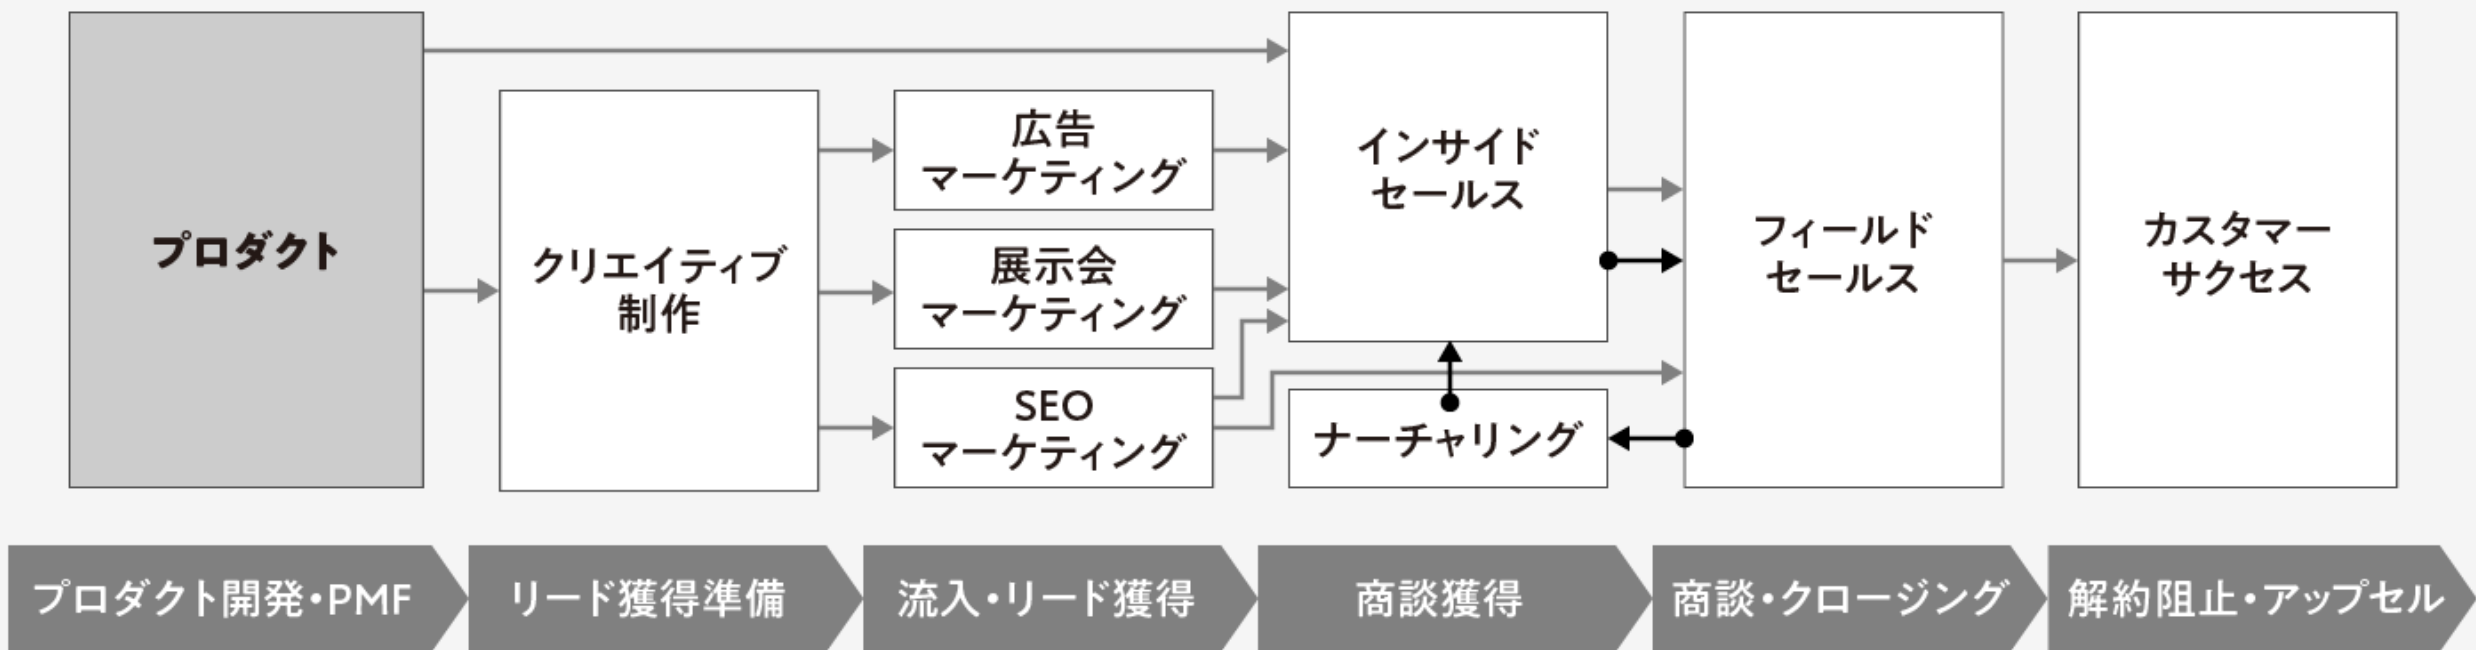 プロダクト
クリエイティブ
制作
広告
マーケティング
展示会
マーケティング
SEO
マーケティング
インサイド
セールス
ナーチャリング
フィールド
セールス
カスタマー
サクセス
プロダクト開発・PMF
リード獲得準備
流入・リード獲得
商談獲得
商談・クロージング
解約阻止・アップセル